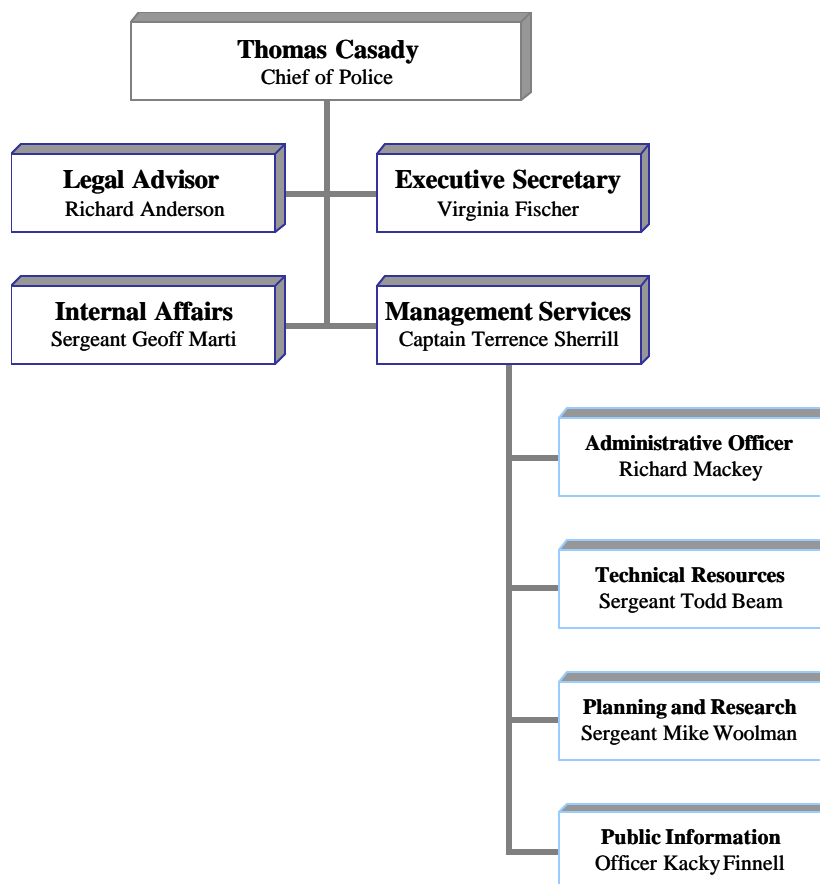 Thomas Casady
Chief of Police
Legal Advisor
Richard Anderson
Executive Secretary
Virginia Fischer
Internal Affairs
Sergeant Geoff Marti
Management Services
Captain Terrence Sherrill
Administrative Officer
Richard Mackey
Technical Resources
Sergeant Todd Beam
Planning and Research
Sergeant Mike Woolman
Public Information
Officer Kacky Finnell